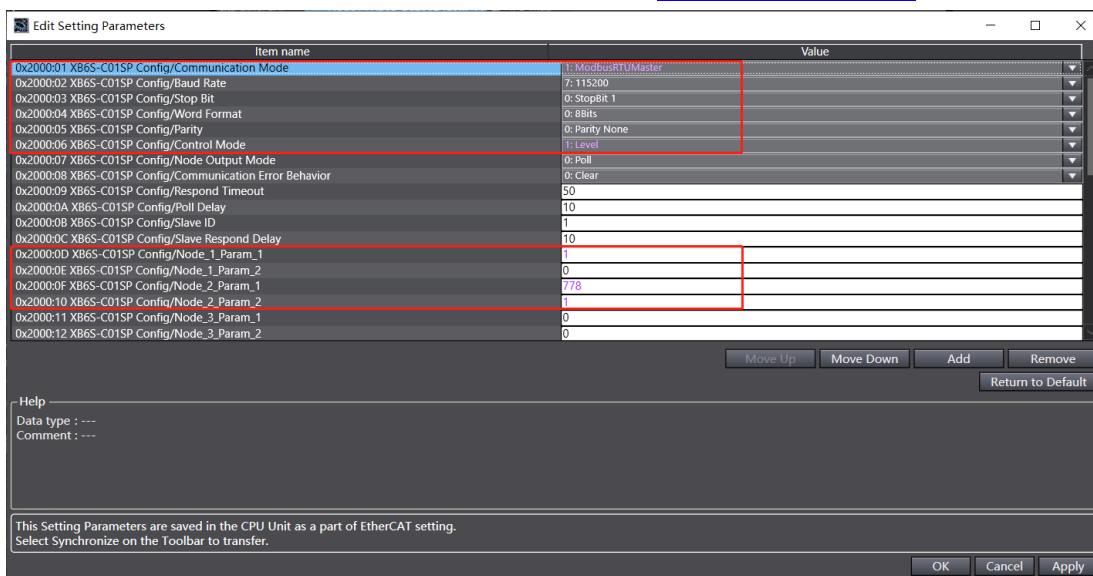 Edit Setting Parameters
Item name Value
0x2000:01 XB6S-C01SP Config/Communication Mode 1: ModbusRTUMaster
0x2000:02 XB6S-C01SP Config/Baud Rate 7: 115200
0x2000:03 XB6S-C01SP Config/Stop Bit 0: StopBit 1
0x2000:04 XB6S-C01SP Config/Word Format 0: 8Bits
0x2000:05 XB6S-C01SP Config/Parity 0: Parity None
0x2000:06 XB6S-C01SP Config/Control Mode 1: Level
0x2000:07 XB6S-C01SP Config/Node Output Mode 0: Poll
0x2000:08 XB6S-C01SP Config/Communication Error Behavior 0: Clear
0x2000:09 XB6S-C01SP Config/Respond Timeout 50
0x2000:0A XB6S-C01SP Config/Poll Delay 10
0x2000:0B XB6S-C01SP Config/Slave ID 1
0x2000:0C XB6S-C01SP Config/Slave Respond Delay 10
0x2000:0D XB6S-C01SP Config/Node_1_Param_1 1
0x2000:0E XB6S-C01SP Config/Node_1_Param_2 0
0x2000:0F XB6S-C01SP Config/Node_2_Param_1 778
0x2000:10 XB6S-C01SP Config/Node_2_Param_2 1
0x2000:11 XB6S-C01SP Config/Node_3_Param_1 0
0x2000:12 XB6S-C01SP Config/Node_3_Param_2 0
Move Up Move Down Add Remove
Return to Default
Help
Data type : ---
Comment : ---
This Setting Parameters are saved in the CPU Unit as a part of EtherCAT setting.
Select Synchronize on the Toolbar to transfer.
OK Cancel Apply